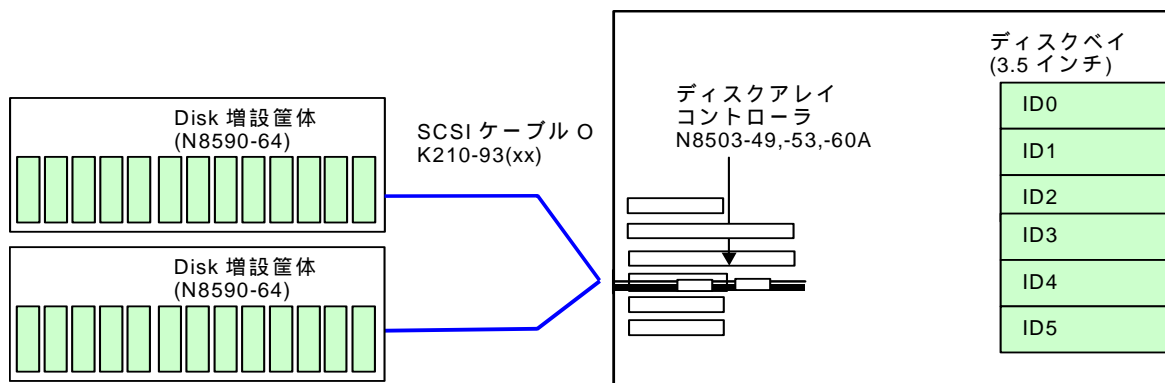 Disk 増設筐体
(N8590-64)
Disk 増設筐体
(N8590-64)
SCSI ケーブル O
K210-93(xx)
ディスクアレイ
コントローラ
N8503-49,-53,-60A
ディスクベイ
(3.5 インチ)
ID0
ID1
ID2
ID3
ID4
ID5